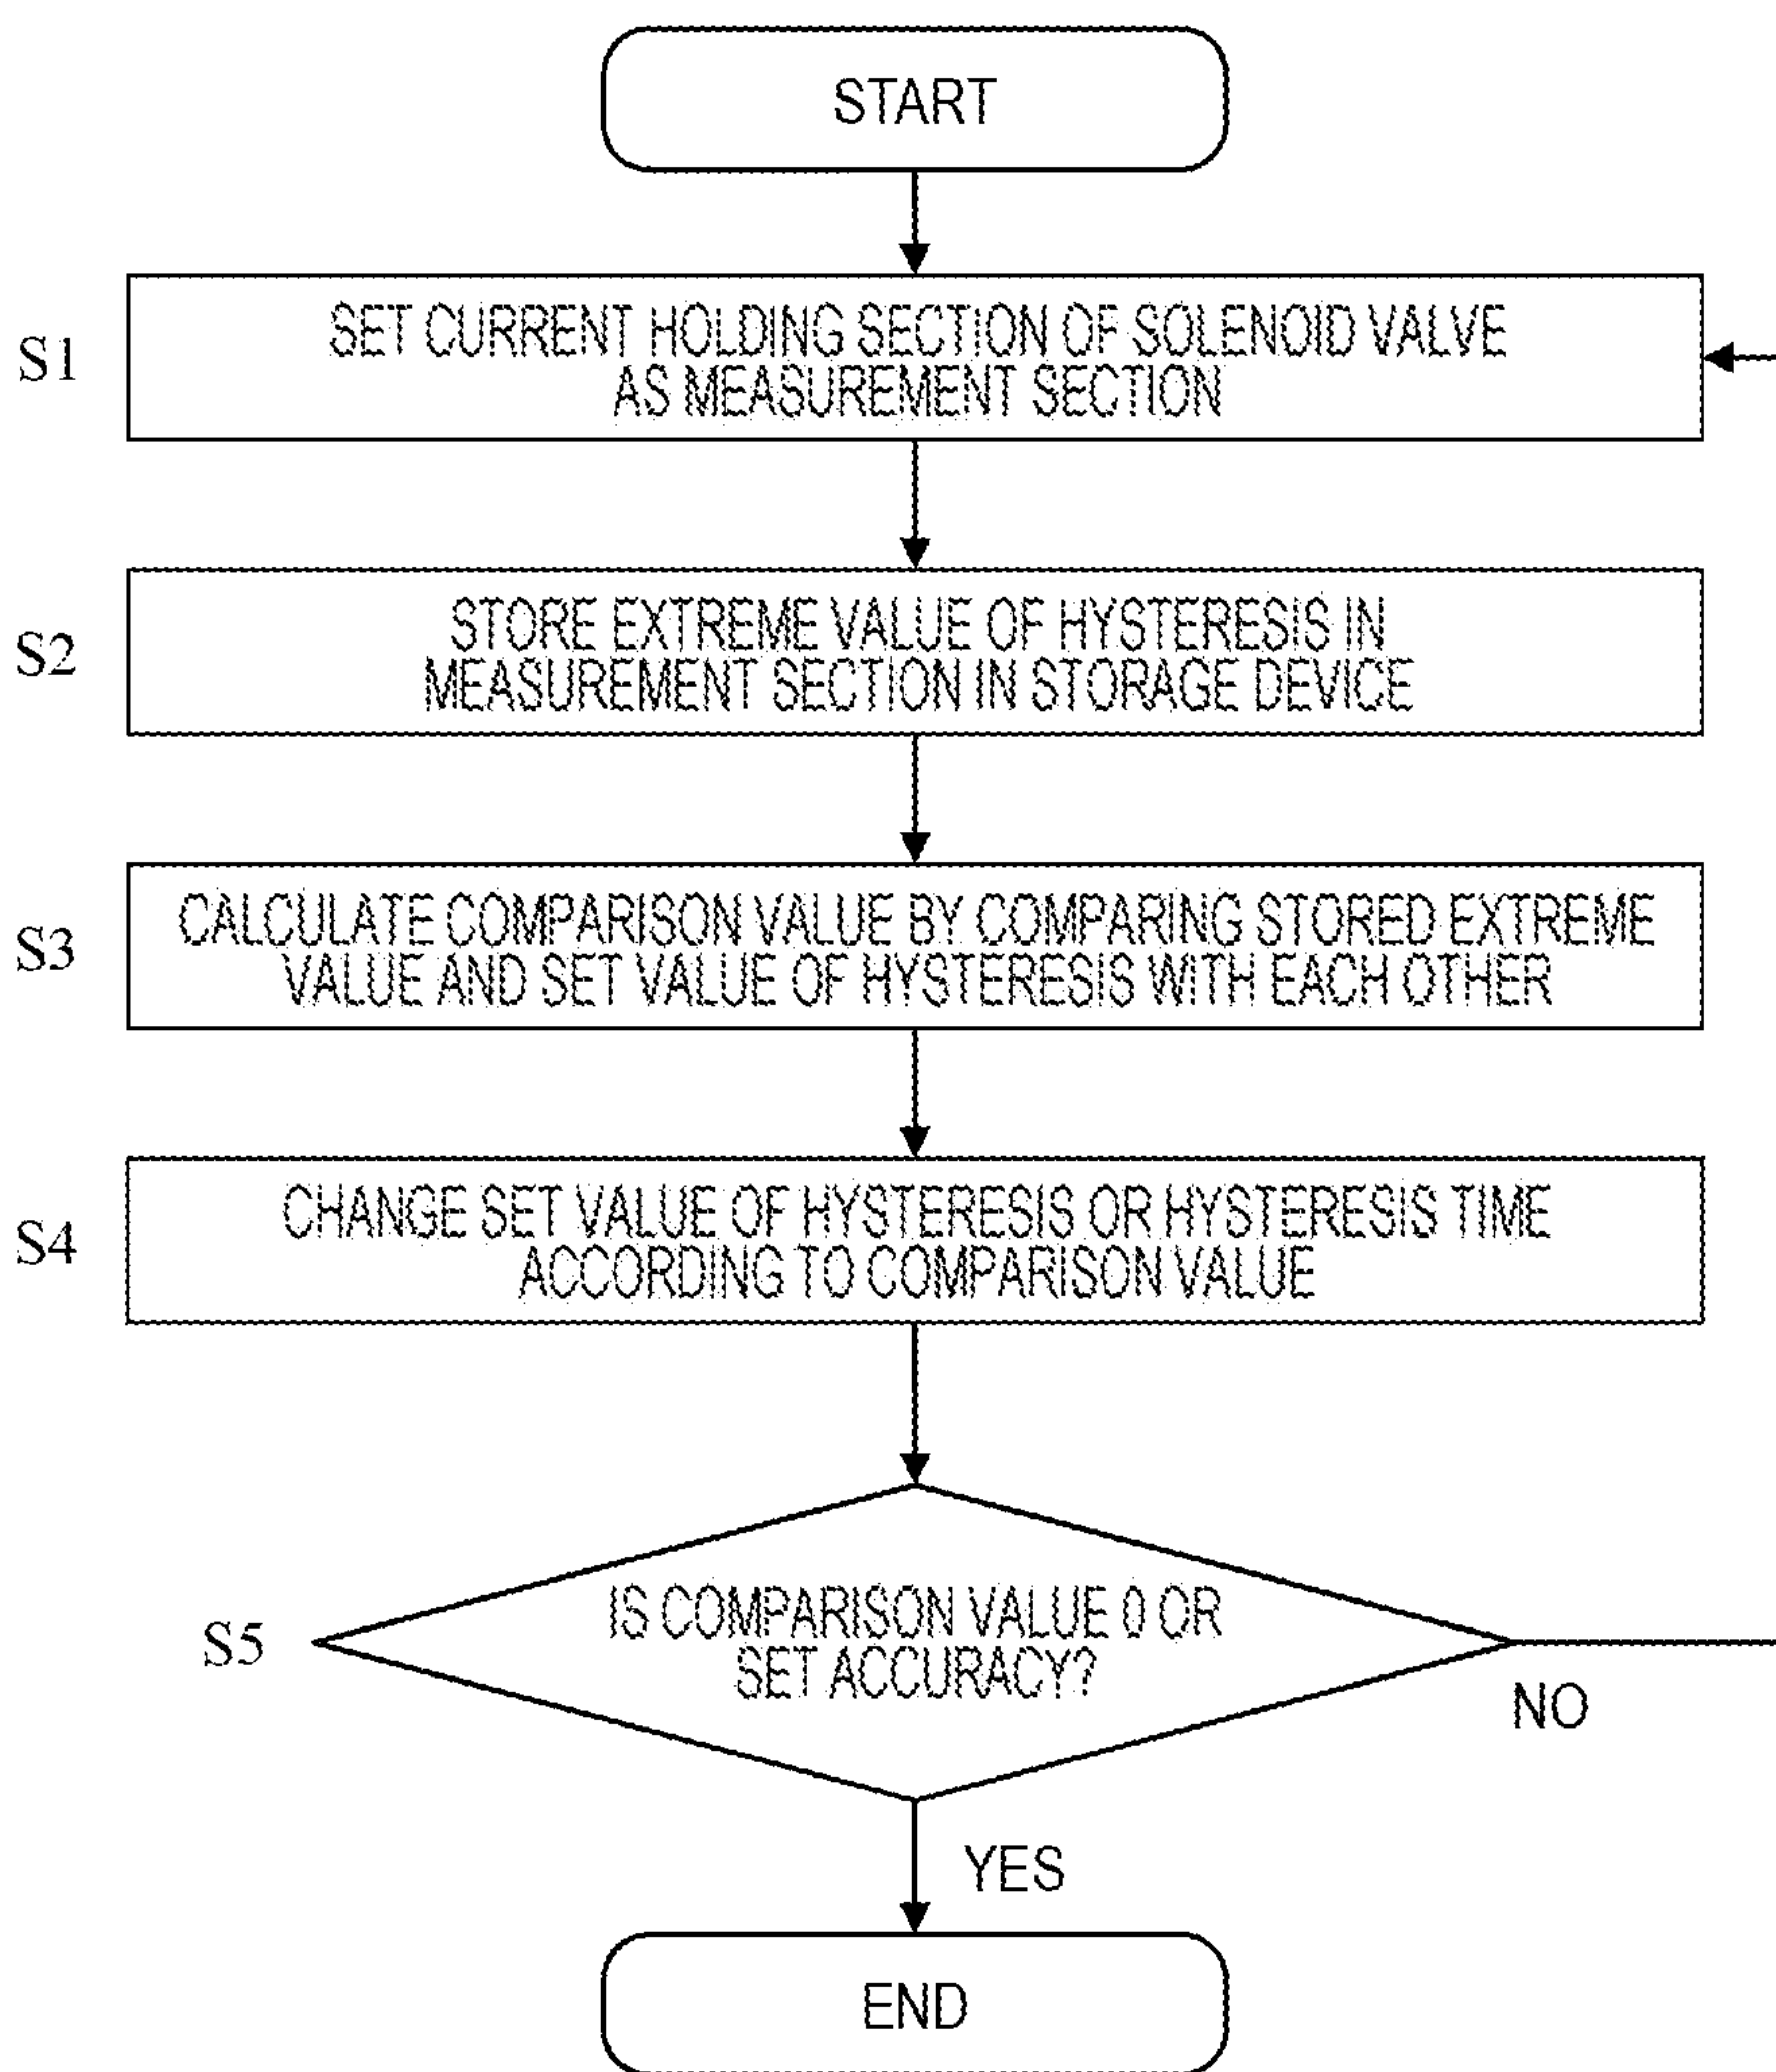 START
S1
SET CURRENT HOLDING SECTION OF SOLENOID VALVE
AS MEASUREMENT SECTION
S2
STORE EXTREME VALUE OF HYSTERESIS IN
MEASUREMENT SECTION IN STORAGE DEVICE
S3
CALCULATE COMPARISON VALUE BY COMPARING STORED EXTREME
VALUE AND SET VALUE OF HYSTERESIS WITH EACH OTHER
S4
CHANGE SET VALUE OF HYSTERESIS OR HYSTERESIS TIME
ACCORDING TO COMPARISON VALUE
S5
IS COMPARISON VALUE 0 OR
SET ACCURACY?
NO
YES
END